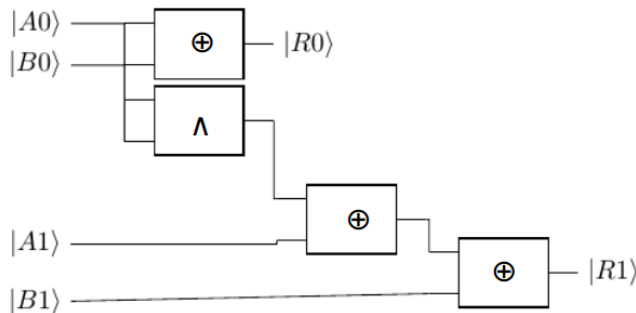 |A0⟩
⊕
|R0⟩
|B0⟩
∧
⊕
|A1⟩
⊕
|R1⟩
|B1⟩